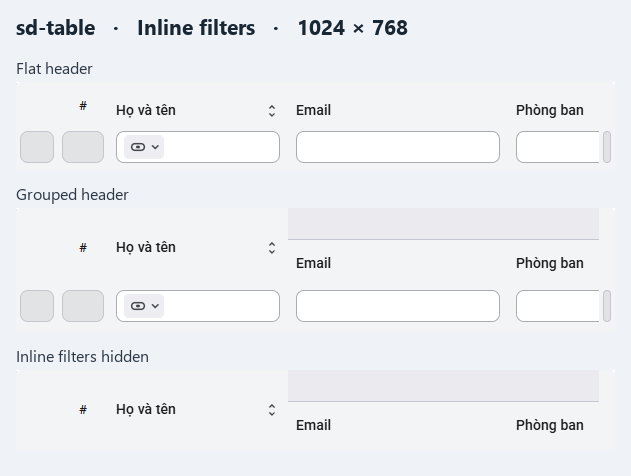 sd-table · Inline filters · 1024 × 768
Flat header
# Họ và tên Email Phòng ban
Grouped header
# Họ và tên
Email Phòng ban
Inline filters hidden
# Họ và tên
Email Phòng ban